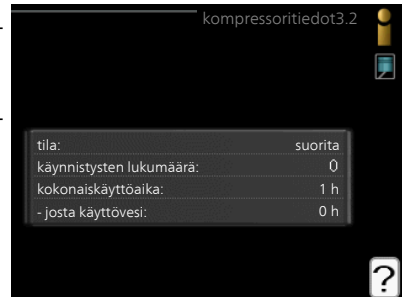 kompressoritiedot3.2
tila: suorita
käynnistysten lukumäärä: 0
kokonaiskäyttöaika: 1 h
- josta käyttövesi: 0 h
?